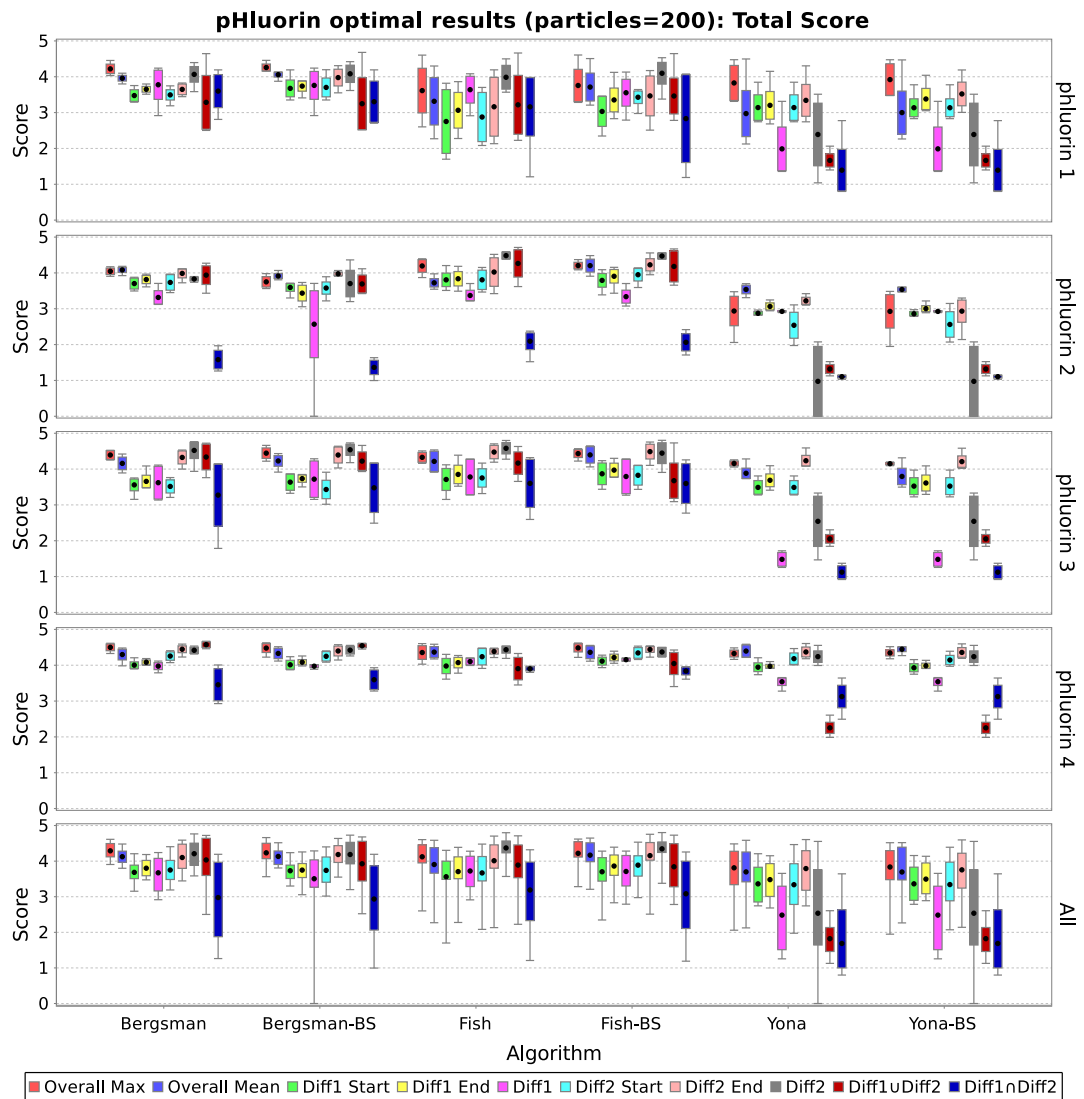 pHluorin optimal results (particles=200): Total Score
5
4
3
2
1
0
Score
phluorin 1
5
4
3
2
1
0
Score
phluorin 2
5
4
3
2
1
0
Score
phluorin 3
5
4
3
2
1
0
Score
phluorin 4
5
4
3
2
1
0
Score
All
Bergsman Bergsman-BS Fish Fish-BS Yona Yona-BS
Algorithm
Overall Max Overall Mean Diff1 Start Diff1 End Diff1 Diff2 Start Diff2 End Diff2 Diff1∪Diff2 Diff1∩Diff2